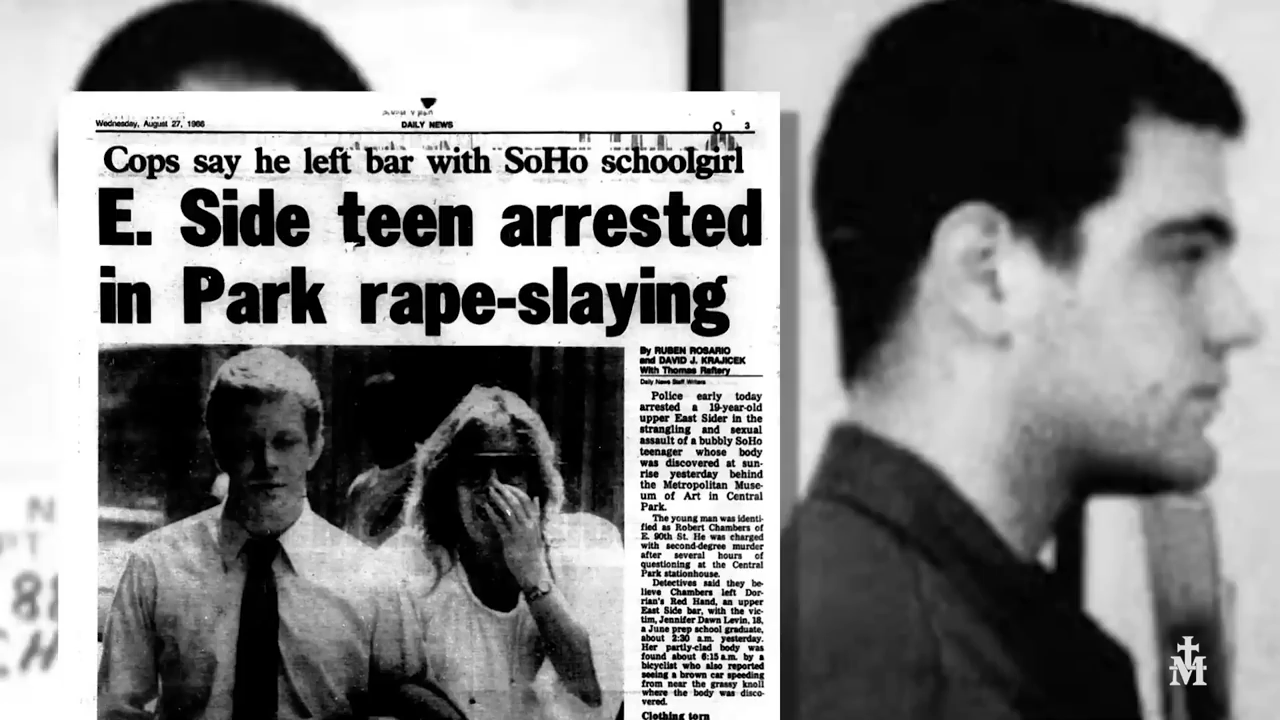 Wednesday, August 27, 1986
DAILY NEWS
3
Cops say he left bar with SoHo schoolgirl
E. Side teen arrested
in Park rape-slaying
By RUBEN ROSARIO
and DAVID J. KRAJICEK
With Thomas Raftery
Daily News Staff Writers
Police early today
arrested a 19-year-old
upper East Sider in the
strangling and sexual
assault of a bubbly SoHo
teenager whose body
was discovered at sun-
rise yesterday behind
the Metropolitan Muse-
um of Art in Central
Park.
The young man was identi-
fied as Robert Chambers of
E. 90th St. He was charged
with second-degree murder
after several hours of
questioning at the Central
Park stationhouse.
Detectives said they be-
lieve Chambers left Dor-
rian's Red Hand, an upper
East Side bar, with the vic-
tim, Jennifer Dawn Levin, 18,
a June prep school graduate,
about 2:30 a.m. yesterday.
Her partly-clad body was
found about 6:15 a.m. by a
bicyclist who also reported
seeing a brown car speeding
from near the grassy knoll
where the body was disco-
vered.
Clothing torn